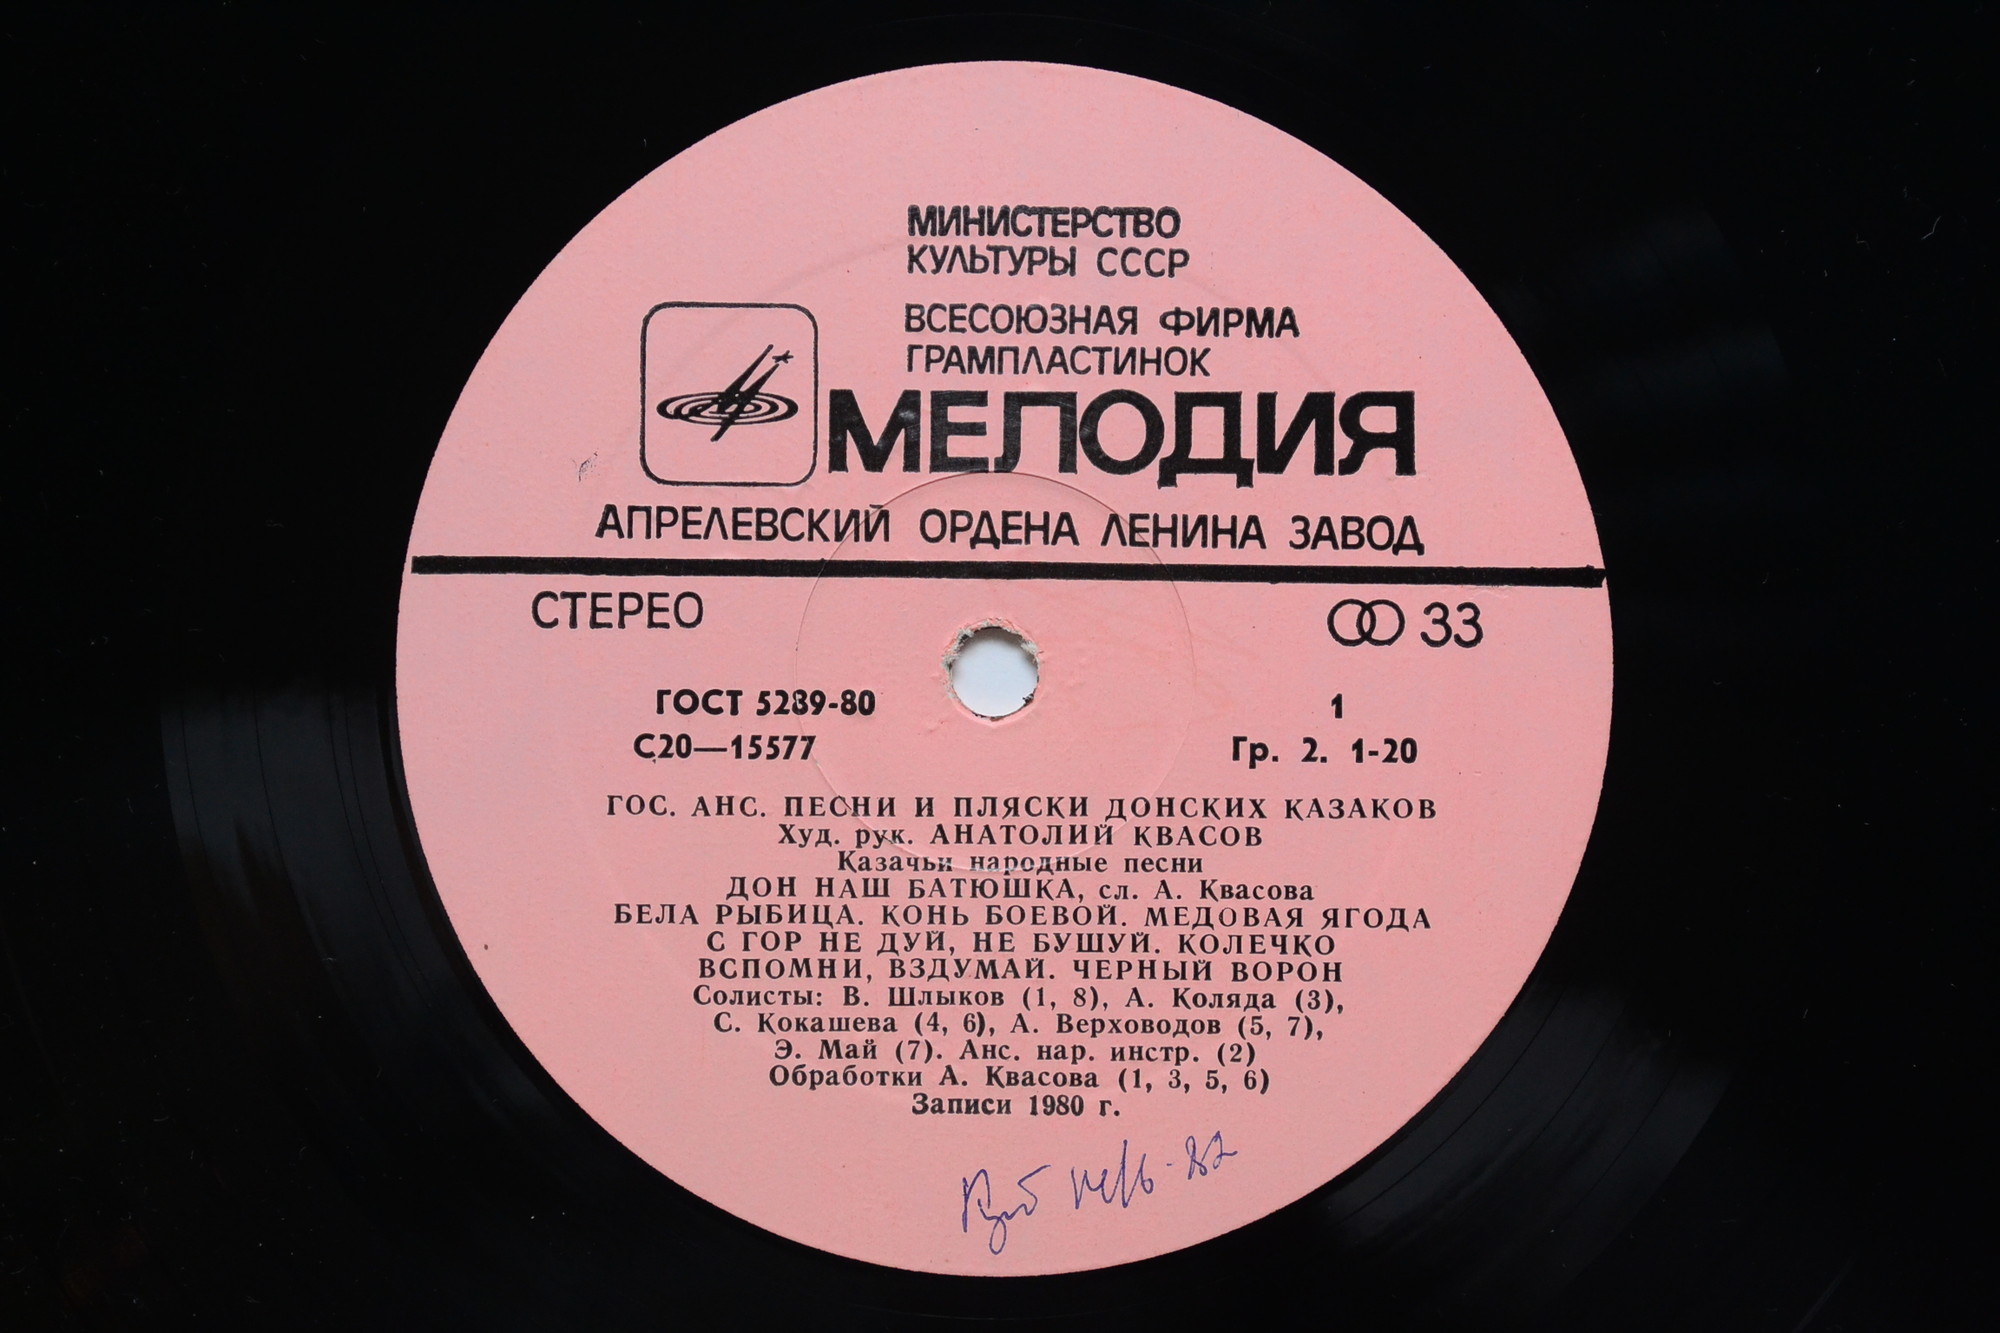 МИНИСТЕРСТВО
КУЛЬТУРЫ СССР
ВСЕСОЮЗНАЯ ФИРМА
ГРАМПЛАСТИНОК
МЕЛОДИЯ
АПРЕЛЕВСКИЙ ОРДЕНА ЛЕНИНА ЗАВОД
СТЕРЕО 33
ГОСТ 5289-80 1
С20—15577 Гр. 2. 1-20
ГОС. АНС. ПЕСНИ И ПЛЯСКИ ДОНСКИХ КАЗАКОВ
Худ. рук. АНАТОЛИЙ КВАСОВ
Казачьи народные песни
ДОН НАШ БАТЮШКА, сл. А. Квасова
БЕЛА РЫБИЦА. КОНЬ БОЕВОЙ. МЕДОВАЯ ЯГОДА
С ГОР НЕ ДУЙ, НЕ БУШУЙ. КОЛЕЧКО
ВСПОМНИ, ВЗДУМАЙ. ЧЕРНЫЙ ВОРОН
Солисты: В. Шлыков (1, 8), А. Коляда (3),
С. Кокашева (4, 6), А. Верховодов (5, 7),
Э. Май (7). Анс. нар. инстр. (2)
Обработки А. Квасова (1, 3, 5, 6)
Записи 1980 г.